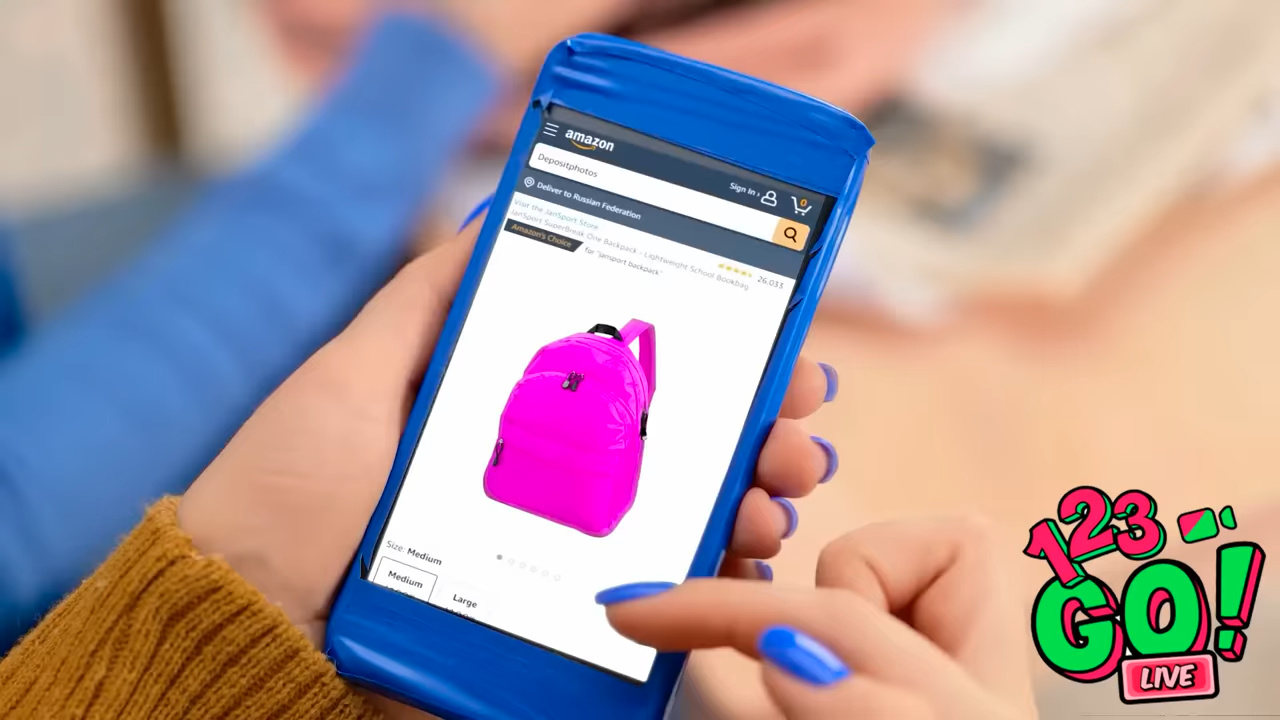 amazon
Depositphotos
Sign in ›
0
Deliver to Russian Federation
Visit the JanSport Store
JanSport SuperBreak One Backpack - Lightweight School Bookbag
26,033
Amazon's Choice
for "jansport backpack"
Size: Medium
Medium
Large
123
GO!
LIVE